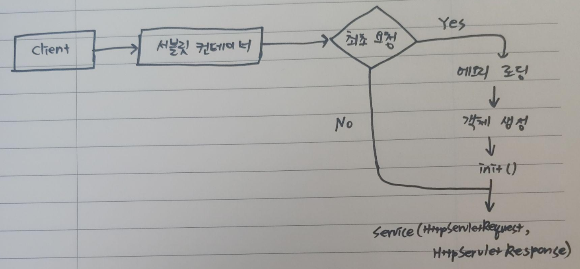 Client
서블릿 컨테이너
최초 요청
Yes
No
메모리 로딩
객체 생성
init()
Service(HttpServletRequest,
HttpServletResponse)